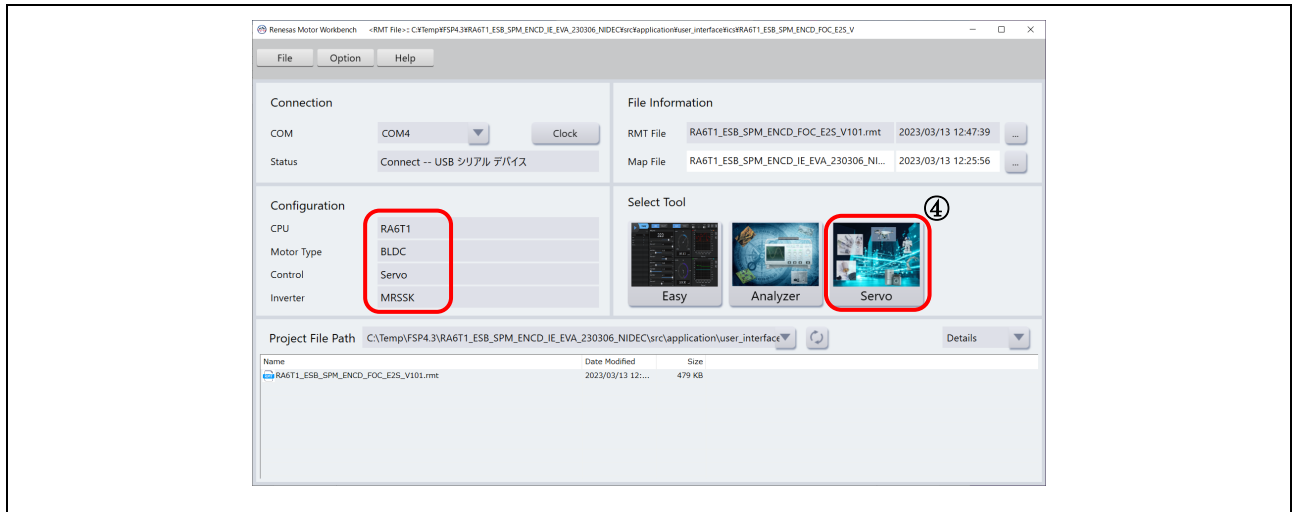 Renesas Motor Workbench <RMT File>: C:¥Temp¥FSP4.3¥RA6T1_ESB_SPM_ENCD_IE_EVA_230306_NIDEC¥src¥application¥user_interface¥ics¥RA6T1_ESB_SPM_ENCD_FOC_E2S_V
File Option Help
Connection
COM COM4 Clock
Status Connect -- USB シリアル デバイス
File Information
RMT File RA6T1_ESB_SPM_ENCD_FOC_E2S_V101.rmt 2023/03/13 12:47:39 ...
Map File RA6T1_ESB_SPM_ENCD_IE_EVA_230306_NI... 2023/03/13 12:25:56 ...
Configuration
CPU RA6T1
Motor Type BLDC
Control Servo
Inverter MRSSK
Select Tool
④
Easy Analyzer Servo
Project File Path C:\Temp\FSP4.3\RA6T1_ESB_SPM_ENCD_IE_EVA_230306_NIDEC\src\application\user_interface Details
Name Date Modified Size
RA6T1_ESB_SPM_ENCD_FOC_E2S_V101.rmt 2023/03/13 12:... 479 KB